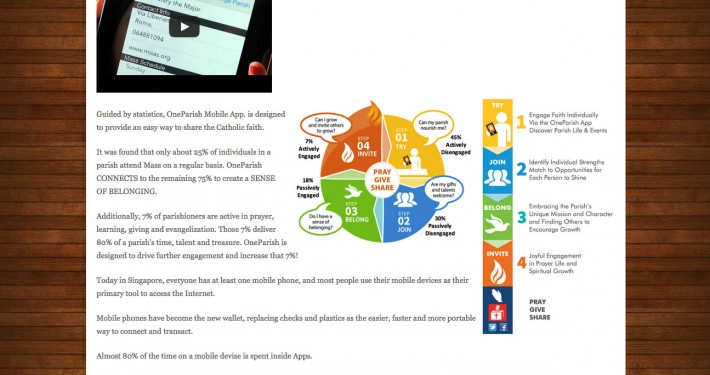 ry the Major
Contact Info
Via Liberian
Rome,
064881094
www.misas.org
Mass Schedule
Sunday
Guided by statistics, OneParish Mobile App. is designed
to provide an easy way to share the Catholic faith.
It was found that only about 25% of individuals in a
parish attend Mass on a regular basis. OneParish
CONNECTS to the remaining 75% to create a SENSE
OF BELONGING.
Additionally, 7% of parishioners are active in prayer,
learning, giving and evangelization. Those 7% deliver
80% of a parish's time, talent and treasure. OneParish is
designed to drive further engagement and increase that 7%!
Today in Singapore, everyone has at least one mobile phone, and most people use their mobile devices as their
primary tool to access the Internet.
Mobile phones have become the new wallet, replacing checks and plastics as the easier, faster and more portable
way to connect and transact.
Almost 80% of the time on a mobile devise is spent inside Apps.
Can i grow
and invite others
to grow?
7%
Actively
Engaged
STEP
04
INVITE
STEP
01
TRY
Can my parish
nourish me?
45%
Actively
Disengaged
PRAY
GIVE
SHARE
18%
Passively
Engaged
Do I have a
sense of
belonging?
STEP
03
BELONG
STEP
02
JOIN
Are my gifts
and talents
welcome?
30%
Passively
Disengaged
TRY
1
Engage Faith Individually
Via the OneParish App
Discover Parish Life & Events
JOIN
2
Identify Individual Strengths
Match to Opportunities for
Each Person to Shine
BELONG
3
Embracing the Parish's
Unique Mission and Character
and Finding Others to
Encourage Growth
INVITE
4
Joyful Engagement
in Prayer Life and
Spiritual Growth
PRAY
GIVE
SHARE